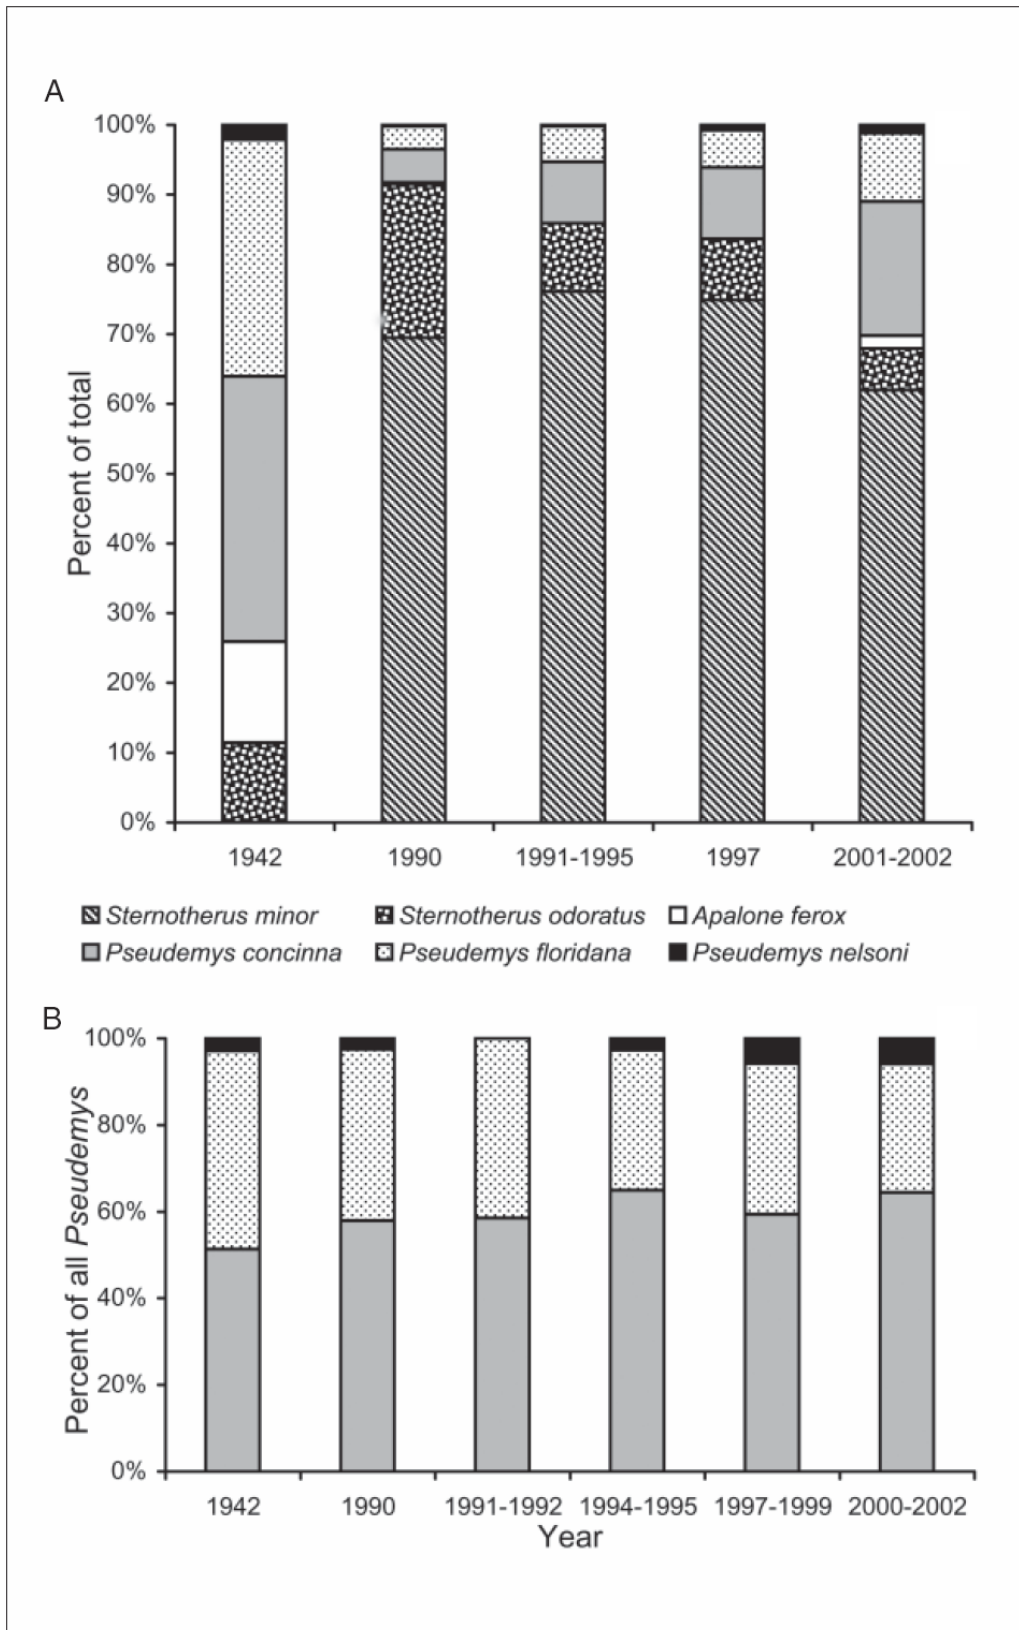 A
100%
90%
80%
70%
60%
50%
40%
30%
20%
10%
0%
Percent of total
1942 1990 1991-1995 1997 2001-2002
Sternotherus minor Sternotherus odoratus Apalone ferox
Pseudemys concinna Pseudemys floridana Pseudemys nelsoni
B
100%
80%
60%
40%
20%
0%
Percent of all Pseudemys
1942 1990 1991-1992 1994-1995 1997-1999 2000-2002
Year